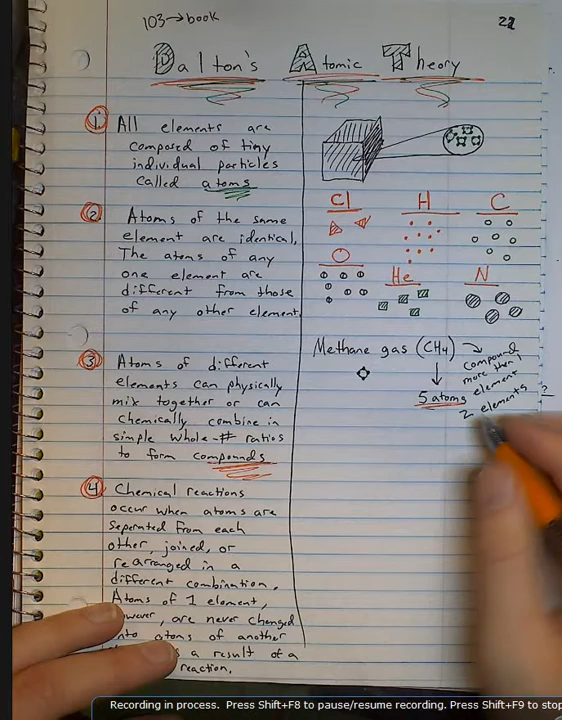 103→book
22
Dalton's Atomic Theory
1 All elements are
composed of tiny
individual particles
called atoms
2 Atoms of the same
element are identical.
The atoms of any
one element are
different from those
of any other element.
3 Atoms of different
elements can physically
mix together or can
chemically combine in
simple whole-# ratios
to form compounds
4 Chemical reactions
occur when atoms are
seperated from each
other, joined, or
rearranged in a
different combination.
Atoms of 1 element,
however, are never changed
into atoms of another
as a result of a
reaction.
Cl H C
O He N
Methane gas (CH4) →
compound
more then 1
element
5 atoms
2 elements
Recording in process. Press Shift+F8 to pause/resume recording. Press Shift+F9 to stop